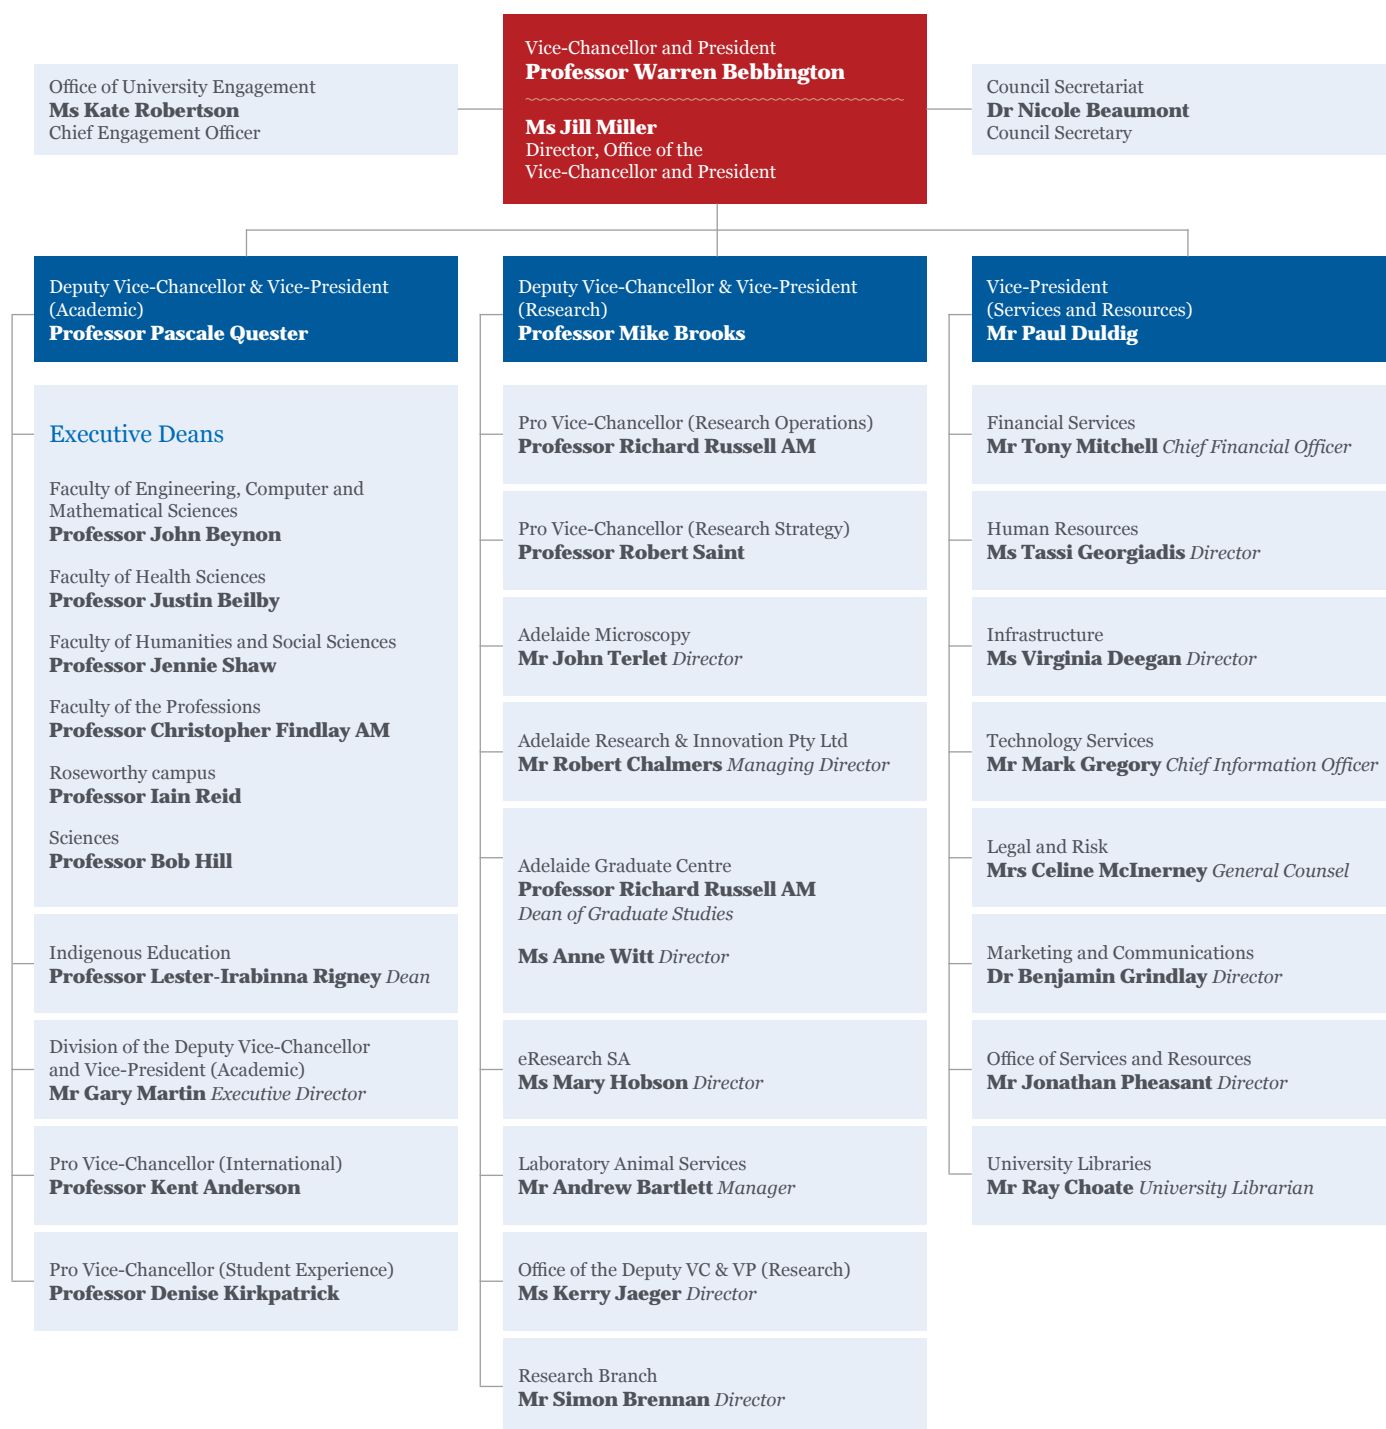 Vice-Chancellor and President
Professor Warren Bebbington
Ms Jill Miller
Director, Office of the
Vice-Chancellor and President
Office of University Engagement
Ms Kate Robertson
Chief Engagement Officer
Council Secretariat
Dr Nicole Beaumont
Council Secretary
Deputy Vice-Chancellor & Vice-President
(Academic)
Professor Pascale Quester
Executive Deans
Faculty of Engineering, Computer and
Mathematical Sciences
Professor John Beynon
Faculty of Health Sciences
Professor Justin Beilby
Faculty of Humanities and Social Sciences
Professor Jennie Shaw
Faculty of the Professions
Professor Christopher Findlay AM
Roseworthy campus
Professor Iain Reid
Sciences
Professor Bob Hill
Indigenous Education
Professor Lester-Irabinna Rigney Dean
Division of the Deputy Vice-Chancellor
and Vice-President (Academic)
Mr Gary Martin Executive Director
Pro Vice-Chancellor (International)
Professor Kent Anderson
Pro Vice-Chancellor (Student Experience)
Professor Denise Kirkpatrick
Deputy Vice-Chancellor & Vice-President
(Research)
Professor Mike Brooks
Pro Vice-Chancellor (Research Operations)
Professor Richard Russell AM
Pro Vice-Chancellor (Research Strategy)
Professor Robert Saint
Adelaide Microscopy
Mr John Terlet Director
Adelaide Research & Innovation Pty Ltd
Mr Robert Chalmers Managing Director
Adelaide Graduate Centre
Professor Richard Russell AM
Dean of Graduate Studies
Ms Anne Witt Director
eResearch SA
Ms Mary Hobson Director
Laboratory Animal Services
Mr Andrew Bartlett Manager
Office of the Deputy VC & VP (Research)
Ms Kerry Jaeger Director
Research Branch
Mr Simon Brennan Director
Vice-President
(Services and Resources)
Mr Paul Duldig
Financial Services
Mr Tony Mitchell Chief Financial Officer
Human Resources
Ms Tassi Georgiadis Director
Infrastructure
Ms Virginia Deegan Director
Technology Services
Mr Mark Gregory Chief Information Officer
Legal and Risk
Mrs Celine McInerney General Counsel
Marketing and Communications
Dr Benjamin Grindlay Director
Office of Services and Resources
Mr Jonathan Pheasant Director
University Libraries
Mr Ray Choate University Librarian